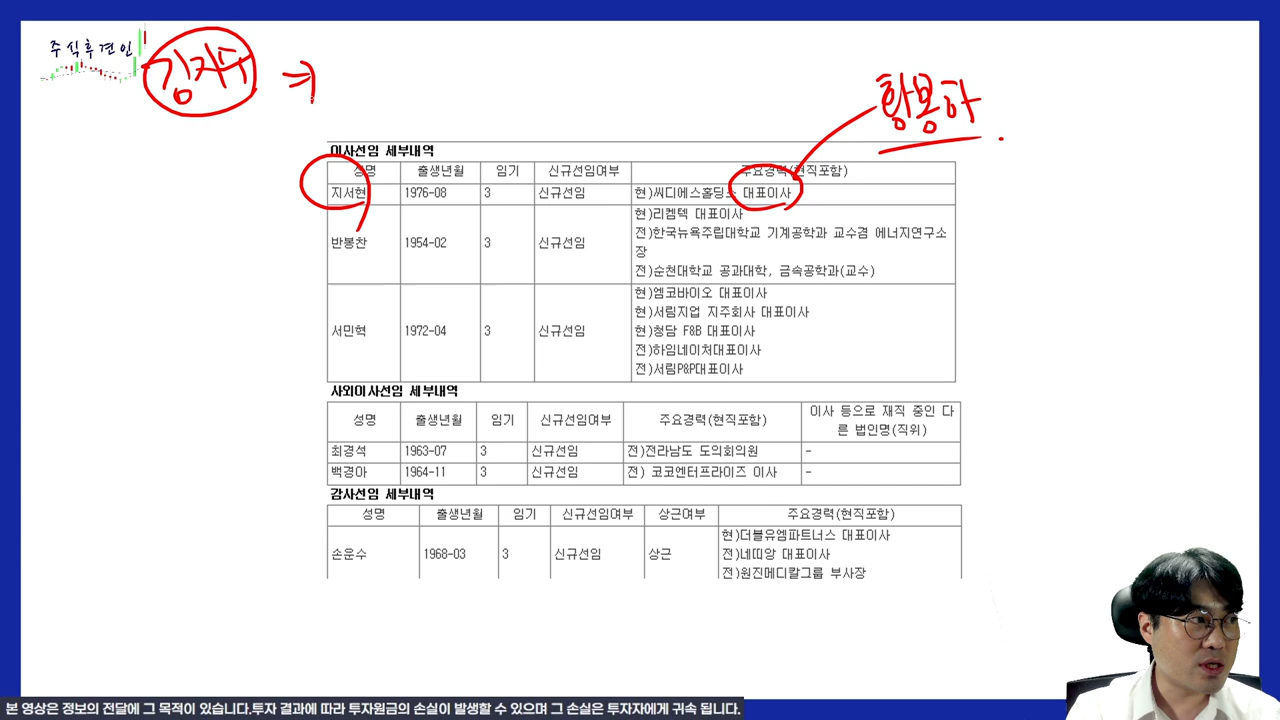 주식후견인
김지수 ⇒
황봉하
이사선임 세부내역
성명 출생년월 임기 신규선임여부 주요경력(현직포함)
지서현 1976-08 3 신규선임 현)씨디에스홀딩스 대표이사
반봉찬 1954-02 3 신규선임 현)리켐텍 대표이사
전)한국뉴욕주립대학교 기계공학과 교수겸 에너지연구소
장
전)순천대학교 공과대학, 금속공학과(교수)
서민혁 1972-04 3 신규선임 현)엠코바이오 대표이사
현)서림지업 지주회사 대표이사
현)청담 F&B 대표이사
전)하임네이처대표이사
전)서림P&P대표이사
사외이사선임 세부내역
성명 출생년월 임기 신규선임여부 주요경력(현직포함) 이사 등으로 재직 중인 다
른 법인명(직위)
최경석 1963-07 3 신규선임 전)전라남도 도의회의원 -
백경아 1964-11 3 신규선임 전) 코코엔터프라이즈 이사 -
감사선임 세부내역
성명 출생년월 임기 신규선임여부 상근여부 주요경력(현직포함)
손운수 1968-03 3 신규선임 상근 현)더블유엠파트너스 대표이사
전)네띠앙 대표이사
전)원진메디칼그룹 부사장
본 영상은 정보의 전달에 그 목적이 있습니다.투자 결과에 따라 투자원금의 손실이 발생할 수 있으며 그 손실은 투자자에게 귀속 됩니다.